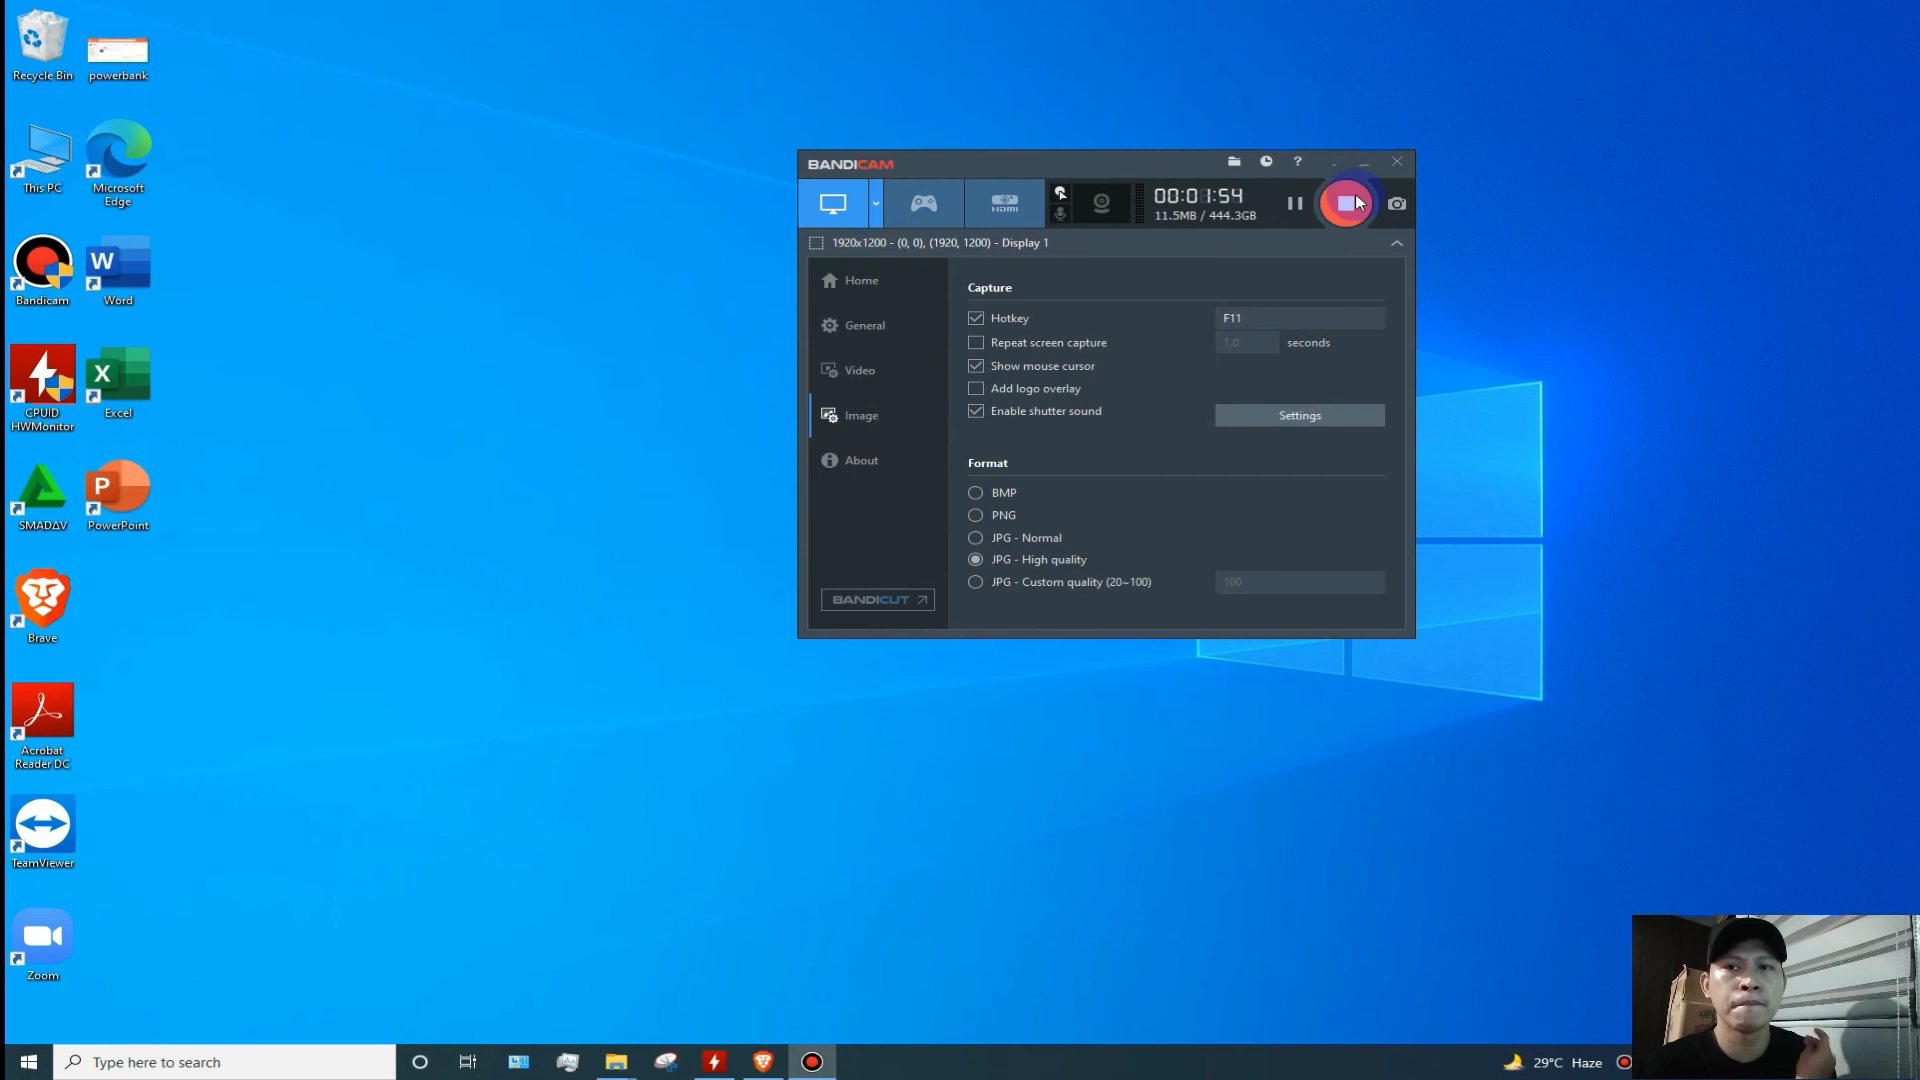 Recycle Bin
powerbank
This PC
Microsoft
Edge
Bandicam
W
Word
CPUID
HWMonitor
X
Excel
SMADΔV
P
PowerPoint
Brave
Acrobat
Reader DC
TeamViewer
Zoom
BANDICAM
?
HDMI
00:01:54
11.5MB / 444.3GB
1920x1200 - (0, 0), (1920, 1200) - Display 1
Home
General
Video
Image
About
BANDICUT
Capture
Hotkey
F11
Repeat screen capture
1.0
seconds
Show mouse cursor
Add logo overlay
Enable shutter sound
Settings
Format
BMP
PNG
JPG - Normal
JPG - High quality
JPG - Custom quality (20~100)
100
Type here to search
29°C Haze